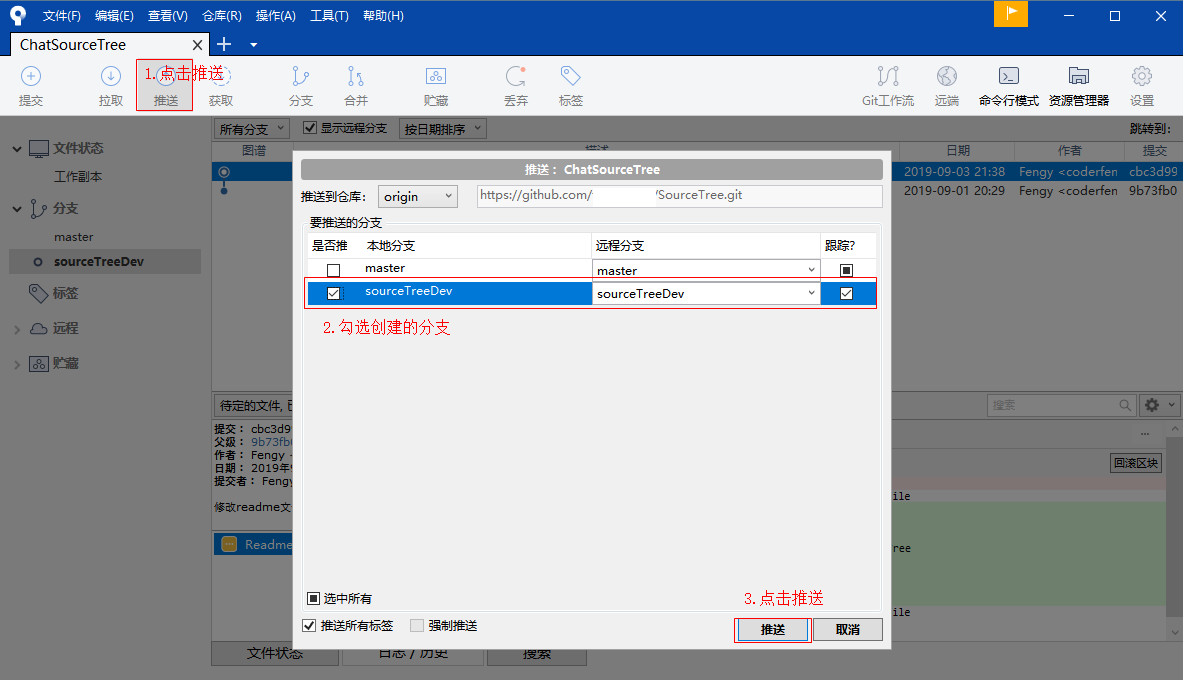 文件(F) 编辑(E) 查看(V) 仓库(R) 操作(A) 工具(T) 帮助(H)
ChatSourceTree
1.点击推送
提交 拉取 推送 获取 分支 合并 贮藏 丢弃 标签 Git工作流 远端 命令行模式 资源管理器 设置
所有分支 显示远程分支 按日期排序 跳转到:
图谱 描述 日期 作者 提交
2019-09-03 21:38 Fengy <coderfen cbc3d99
2019-09-01 20:29 Fengy <coderfen 9b73fb0
文件状态
工作副本
分支
master
sourceTreeDev
标签
远程
贮藏
推送: ChatSourceTree
推送到仓库: origin https://github.com/ /SourceTree.git
要推送的分支
是否推 本地分支 远程分支 跟踪?
master master
sourceTreeDev sourceTreeDev
2.勾选创建的分支
选中所有
3.点击推送
推送所有标签 强制推送 推送 取消
待定的文件, 搜索
提交: cbc3d99
父级: 9b73fb
作者: Fengy
日期: 2019年
提交者: Fengy
修改readme文
Readme
...
回滚区块
ile
ree
ile
文件状态 日志 / 历史 搜索